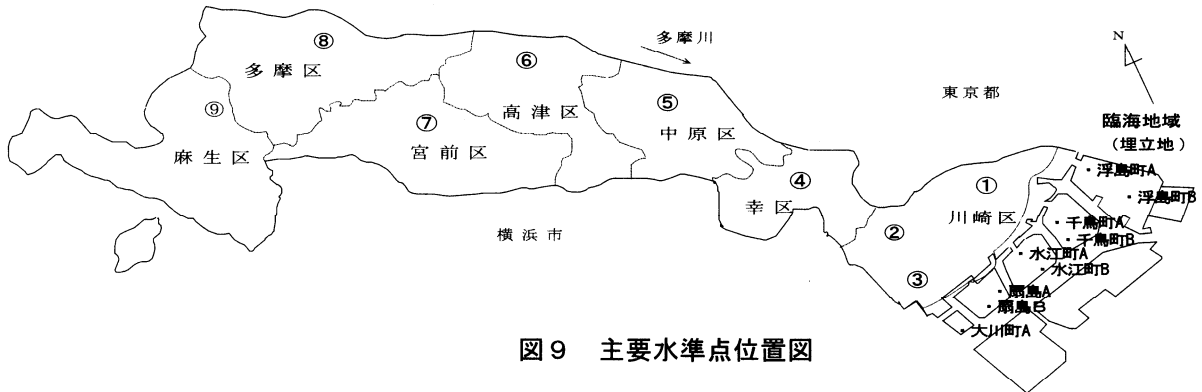 ⑧
多摩区
⑨
麻生区
⑦
宮前区
⑥
高津区
多摩川
⑤
中原区
④
幸区
横浜市
東京都
N
臨海地域
（埋立地）
①
川崎区
②
③
浮島町A
浮島町B
千鳥町A
千鳥町B
水江町A
水江町B
扇島A
扇島B
大川町A
図９　主要水準点位置図